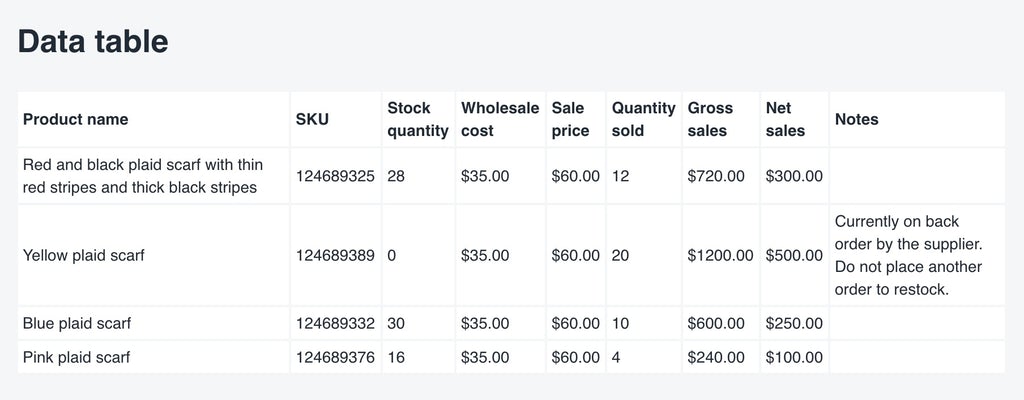 Data table
Product name SKU Stock quantity Wholesale cost Sale price Quantity sold Gross sales Net sales Notes
Red and black plaid scarf with thin red stripes and thick black stripes 124689325 28 $35.00 $60.00 12 $720.00 $300.00
Yellow plaid scarf 124689389 0 $35.00 $60.00 20 $1200.00 $500.00 Currently on back order by the supplier. Do not place another order to restock.
Blue plaid scarf 124689332 30 $35.00 $60.00 10 $600.00 $250.00
Pink plaid scarf 124689376 16 $35.00 $60.00 4 $240.00 $100.00